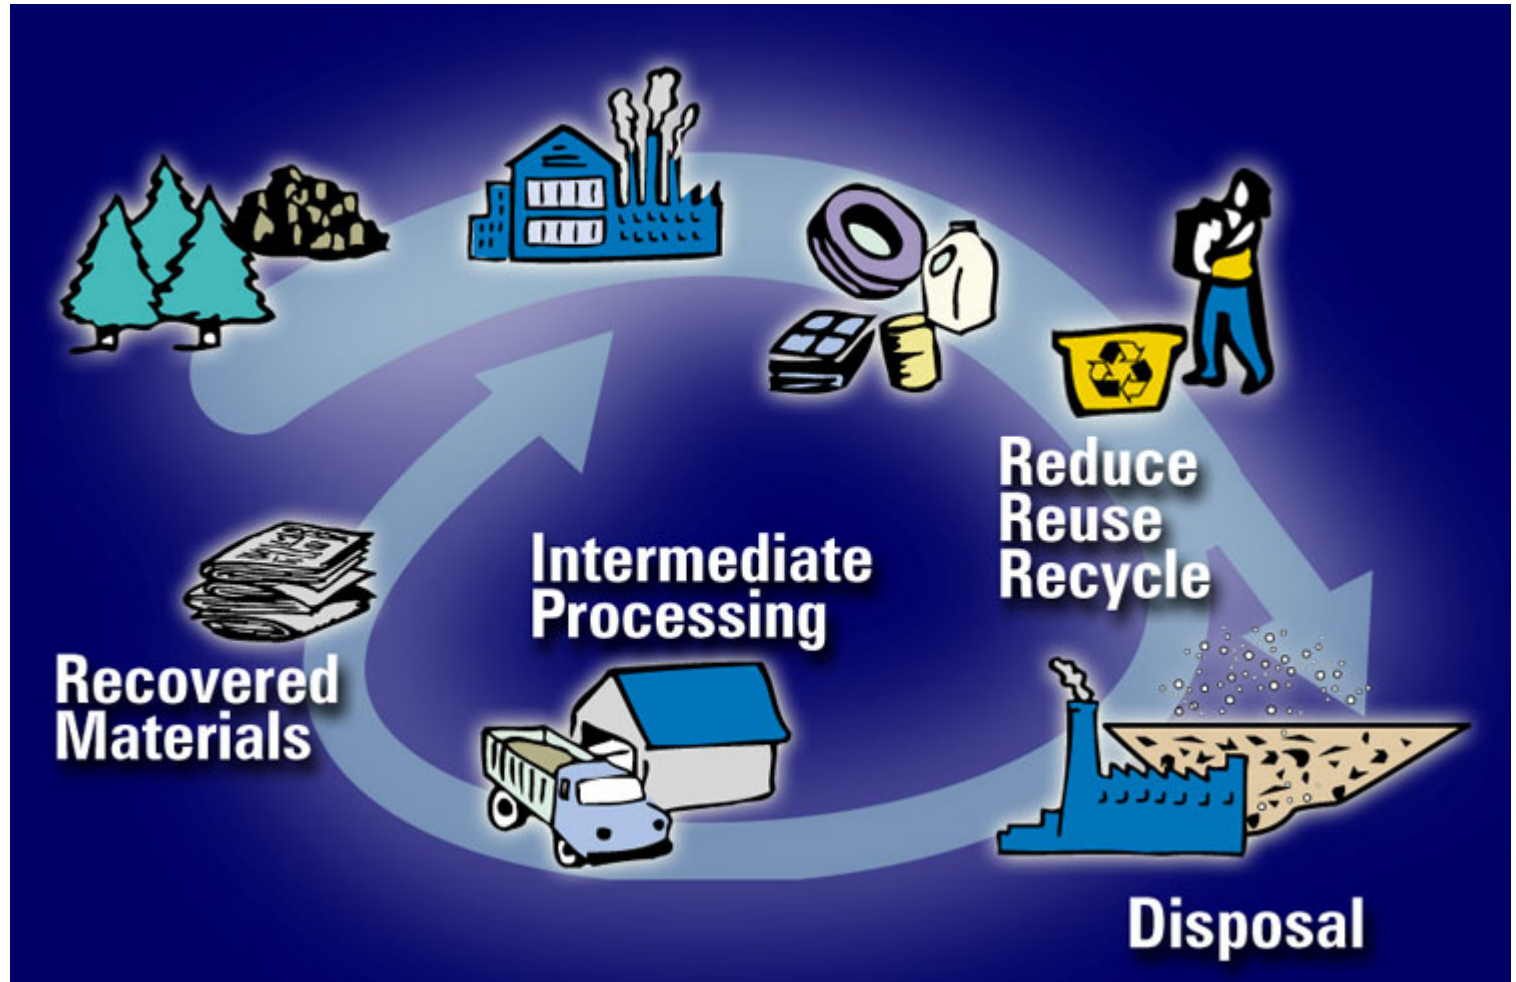 Reduce
Reuse
Recycle
Intermediate
Processing
Recovered
Materials
Disposal